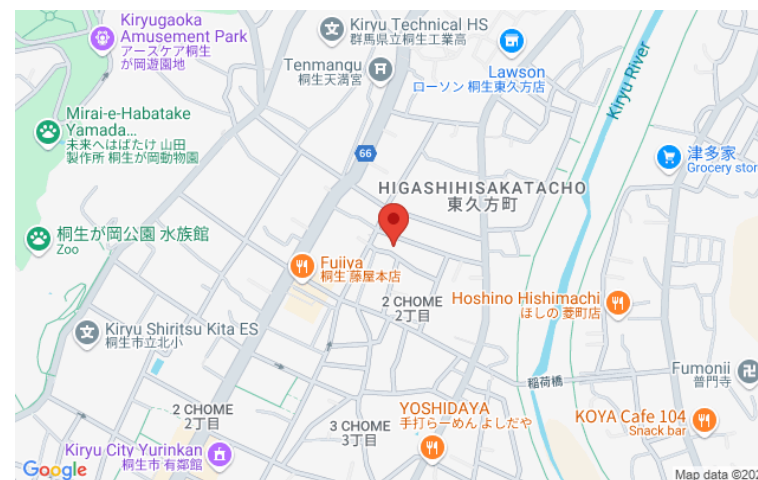 Kiryugaoka
Amusement Park
アースケア桐生
が岡遊園地
Kiryu Technical HS
群馬県立桐生工業高
Tenmangu
桐生天満宮
Lawson
ローソン 桐生東久方店
Kiryu River
Mirai-e-Habatake
Yamada...
未来へはばたけ 山田
製作所 桐生が岡動物園
66
津多家
Grocery stor
HIGASHIHISAKATACHO
東久方町
桐生が岡公園 水族館
Zoo
Fujiya
桐生 藤屋本店
2 CHOME
2丁目
Hoshino Hishimachi
ほしの 菱町店
Kiryu Shiritsu Kita ES
桐生市立北小
稲荷橋
Fumonji
普門寺
2 CHOME
2丁目
3 CHOME
3丁目
YOSHIDAYA
手打らーめん よしだや
KOYA Cafe 104
Snack bar
Kiryu City Yurinkan
桐生市 有鄰館
Google
Map data ©202